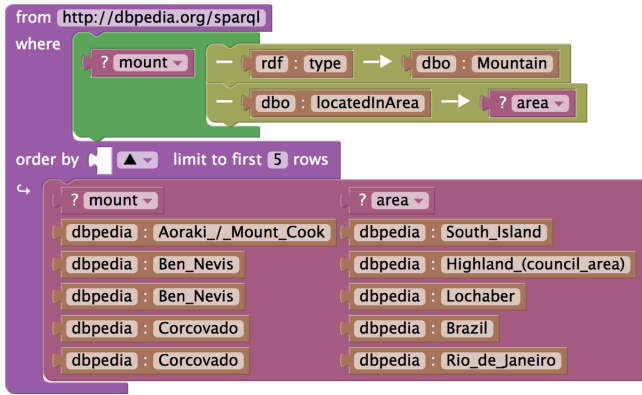 from http://dbpedia.org/sparql
where
? mount rdf : type dbo : Mountain
dbo : locatedInArea ? area
order by limit to first 5 rows
? mount ? area
dbpedia : Aoraki_/_Mount_Cook dbpedia : South_Island
dbpedia : Ben_Nevis dbpedia : Highland_(council_area)
dbpedia : Ben_Nevis dbpedia : Lochaber
dbpedia : Corcovado dbpedia : Brazil
dbpedia : Corcovado dbpedia : Rio_de_Janeiro